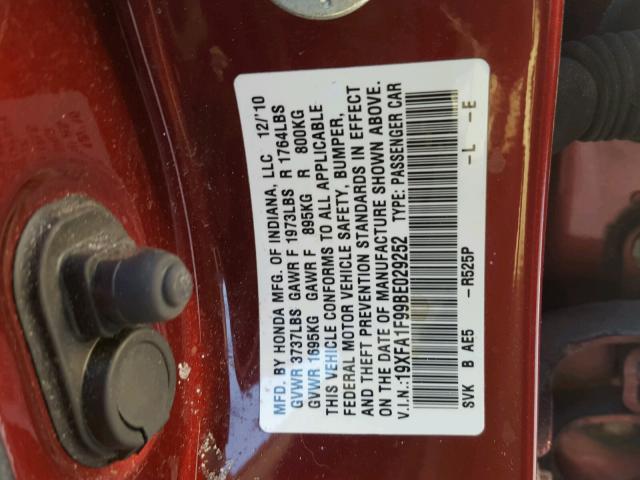 MFD. BY HONDA MFG. OF INDIANA, LLC 12/'10
GVWR 3737LBS GAWR F 1973LBS R 1764LBS
GVWR 1695KG GAWR F 895KG R 800KG
THIS VEHICLE CONFORMS TO ALL APPLICABLE
FEDERAL MOTOR VEHICLE SAFETY, BUMPER,
AND THEFT PREVENTION STANDARDS IN EFFECT
ON THE DATE OF MANUFACTURE SHOWN ABOVE.
V.I.N.:19XFA1F99BE029252 TYPE: PASSENGER CAR
SVK B AE5 -R525P -L -E